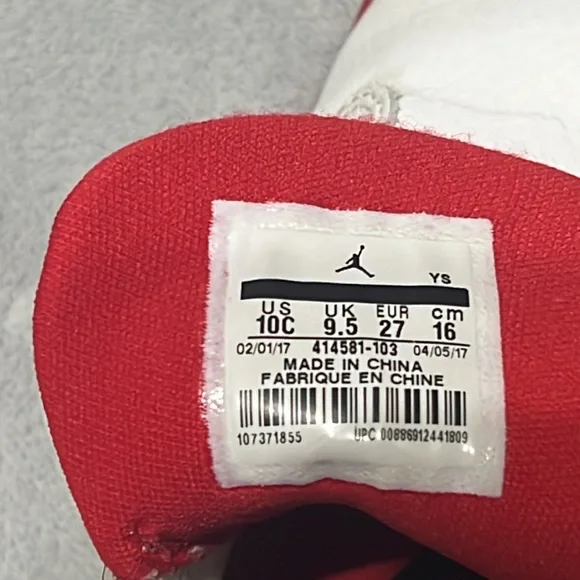 YS
US UK EUR cm
10C 9.5 27 16
02/01/17 414581-103 04/05/17
MADE IN CHINA
FABRIQUE EN CHINE
107371855 UPC 00886912441809